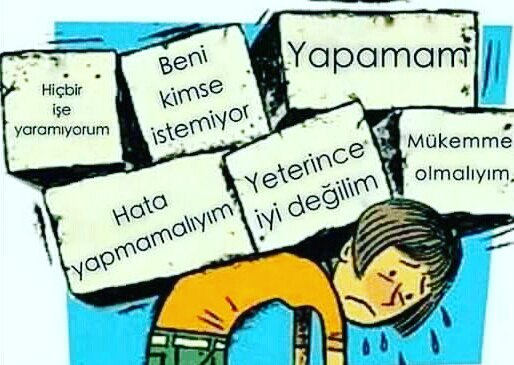 Hiçbir
işe
yaramıyorum
Beni
kimse
istemiyor
Yapamam
Hata
yapmamalıyım
Yeterince
iyi değilim
Mükemme
olmalıyım